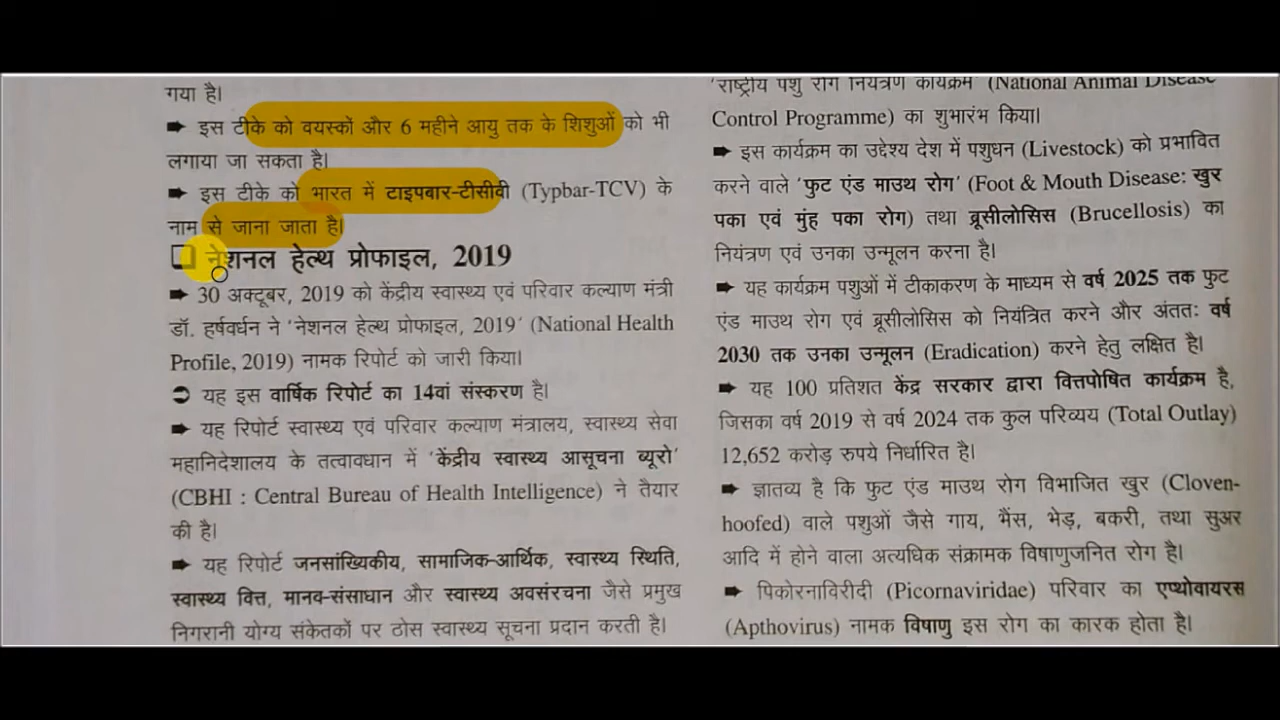 गया है।
➡ इस टीके को वयस्कों और 6 महीने आयु तक के शिशुओं को भी
लगाया जा सकता है।
➡ इस टीके को भारत में टाइपबार-टीसीवी (Typbar-TCV) के
नाम से जाना जाता है।
❑ नेशनल हेल्थ प्रोफाइल, 2019
➡ 30 अक्टूबर, 2019 को केंद्रीय स्वास्थ्य एवं परिवार कल्याण मंत्री
डॉ. हर्षवर्धन ने 'नेशनल हेल्थ प्रोफाइल, 2019' (National Health
Profile, 2019) नामक रिपोर्ट को जारी किया।
➲ यह इस वार्षिक रिपोर्ट का 14वां संस्करण है।
➡ यह रिपोर्ट स्वास्थ्य एवं परिवार कल्याण मंत्रालय, स्वास्थ्य सेवा
महानिदेशालय के तत्वावधान में 'केंद्रीय स्वास्थ्य आसूचना ब्यूरो'
(CBHI : Central Bureau of Health Intelligence) ने तैयार
की है।
➡ यह रिपोर्ट जनसांख्यिकीय, सामाजिक-आर्थिक, स्वास्थ्य स्थिति,
स्वास्थ्य वित्त, मानव-संसाधान और स्वास्थ्य अवसंरचना जैसे प्रमुख
निगरानी योग्य संकेतकों पर ठोस स्वास्थ्य सूचना प्रदान करती है।
'राष्ट्रीय पशु रोग नियंत्रण कार्यक्रम (National Animal Disease
Control Programme) का शुभारंभ किया।
➡ इस कार्यक्रम का उद्देश्य देश में पशुधन (Livestock) को प्रभावित
करने वाले 'फुट एंड माउथ रोग' (Foot & Mouth Disease: खुर
पका एवं मुंह पका रोग) तथा ब्रूसीलोसिस (Brucellosis) का
नियंत्रण एवं उनका उन्मूलन करना है।
➡ यह कार्यक्रम पशुओं में टीकाकरण के माध्यम से वर्ष 2025 तक फुट
एंड माउथ रोग एवं ब्रूसीलोसिस को नियंत्रित करने और अंततः वर्ष
2030 तक उनका उन्मूलन (Eradication) करने हेतु लक्षित है।
➡ यह 100 प्रतिशत केंद्र सरकार द्वारा वित्तपोषित कार्यक्रम है,
जिसका वर्ष 2019 से वर्ष 2024 तक कुल परिव्यय (Total Outlay)
12,652 करोड़ रुपये निर्धारित है।
➡ ज्ञातव्य है कि फुट एंड माउथ रोग विभाजित खुर (Cloven-
hoofed) वाले पशुओं जैसे गाय, भैंस, भेड़, बकरी, तथा सुअर
आदि में होने वाला अत्यधिक संक्रामक विषाणुजनित रोग है।
➡ पिकोरनाविरीदी (Picornaviridae) परिवार का एप्थोवायरस
(Apthovirus) नामक विषाणु इस रोग का कारक होता है।